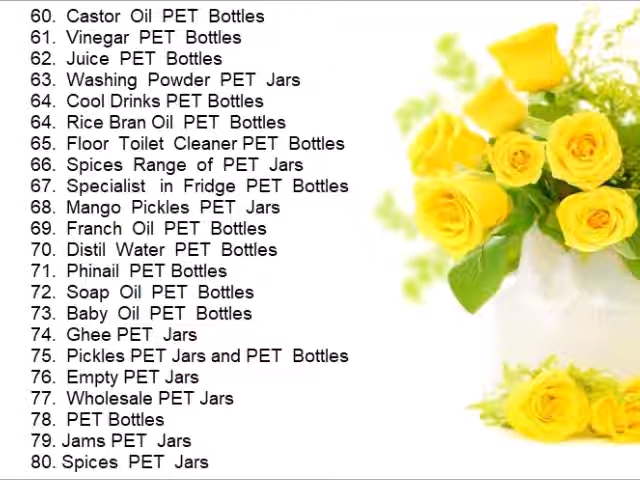 60. Castor Oil PET Bottles
61. Vinegar PET Bottles
62. Juice PET Bottles
63. Washing Powder PET Jars
64. Cool Drinks PET Bottles
64. Rice Bran Oil PET Bottles
65. Floor Toilet Cleaner PET Bottles
66. Spices Range of PET Jars
67. Specialist in Fridge PET Bottles
68. Mango Pickles PET Jars
69. Franch Oil PET Bottles
70. Distil Water PET Bottles
71. Phinail PET Bottles
72. Soap Oil PET Bottles
73. Baby Oil PET Bottles
74. Ghee PET Jars
75. Pickles PET Jars and PET Bottles
76. Empty PET Jars
77. Wholesale PET Jars
78. PET Bottles
79. Jams PET Jars
80. Spices PET Jars